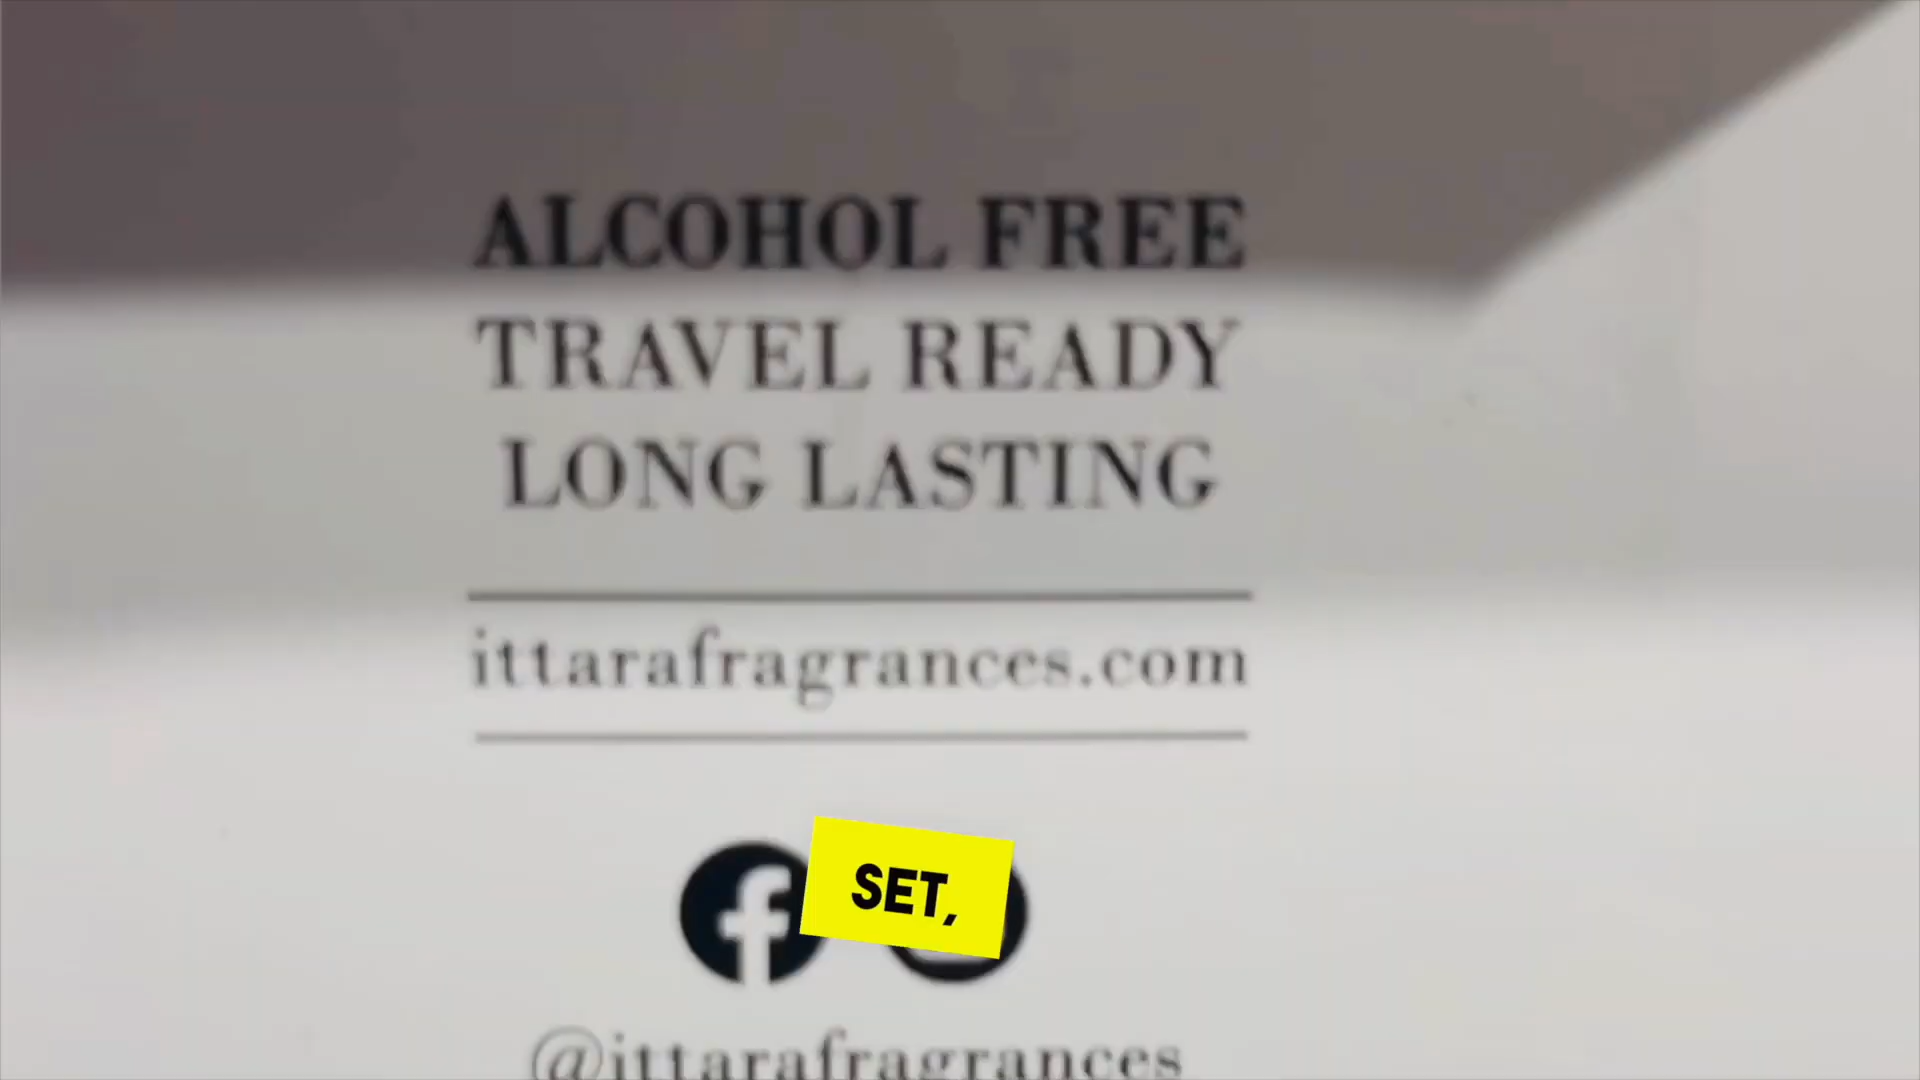 ALCOHOL FREE
TRAVEL READY
LONG LASTING
ittarafragrances.com
f
SET,
@ittarafragrances